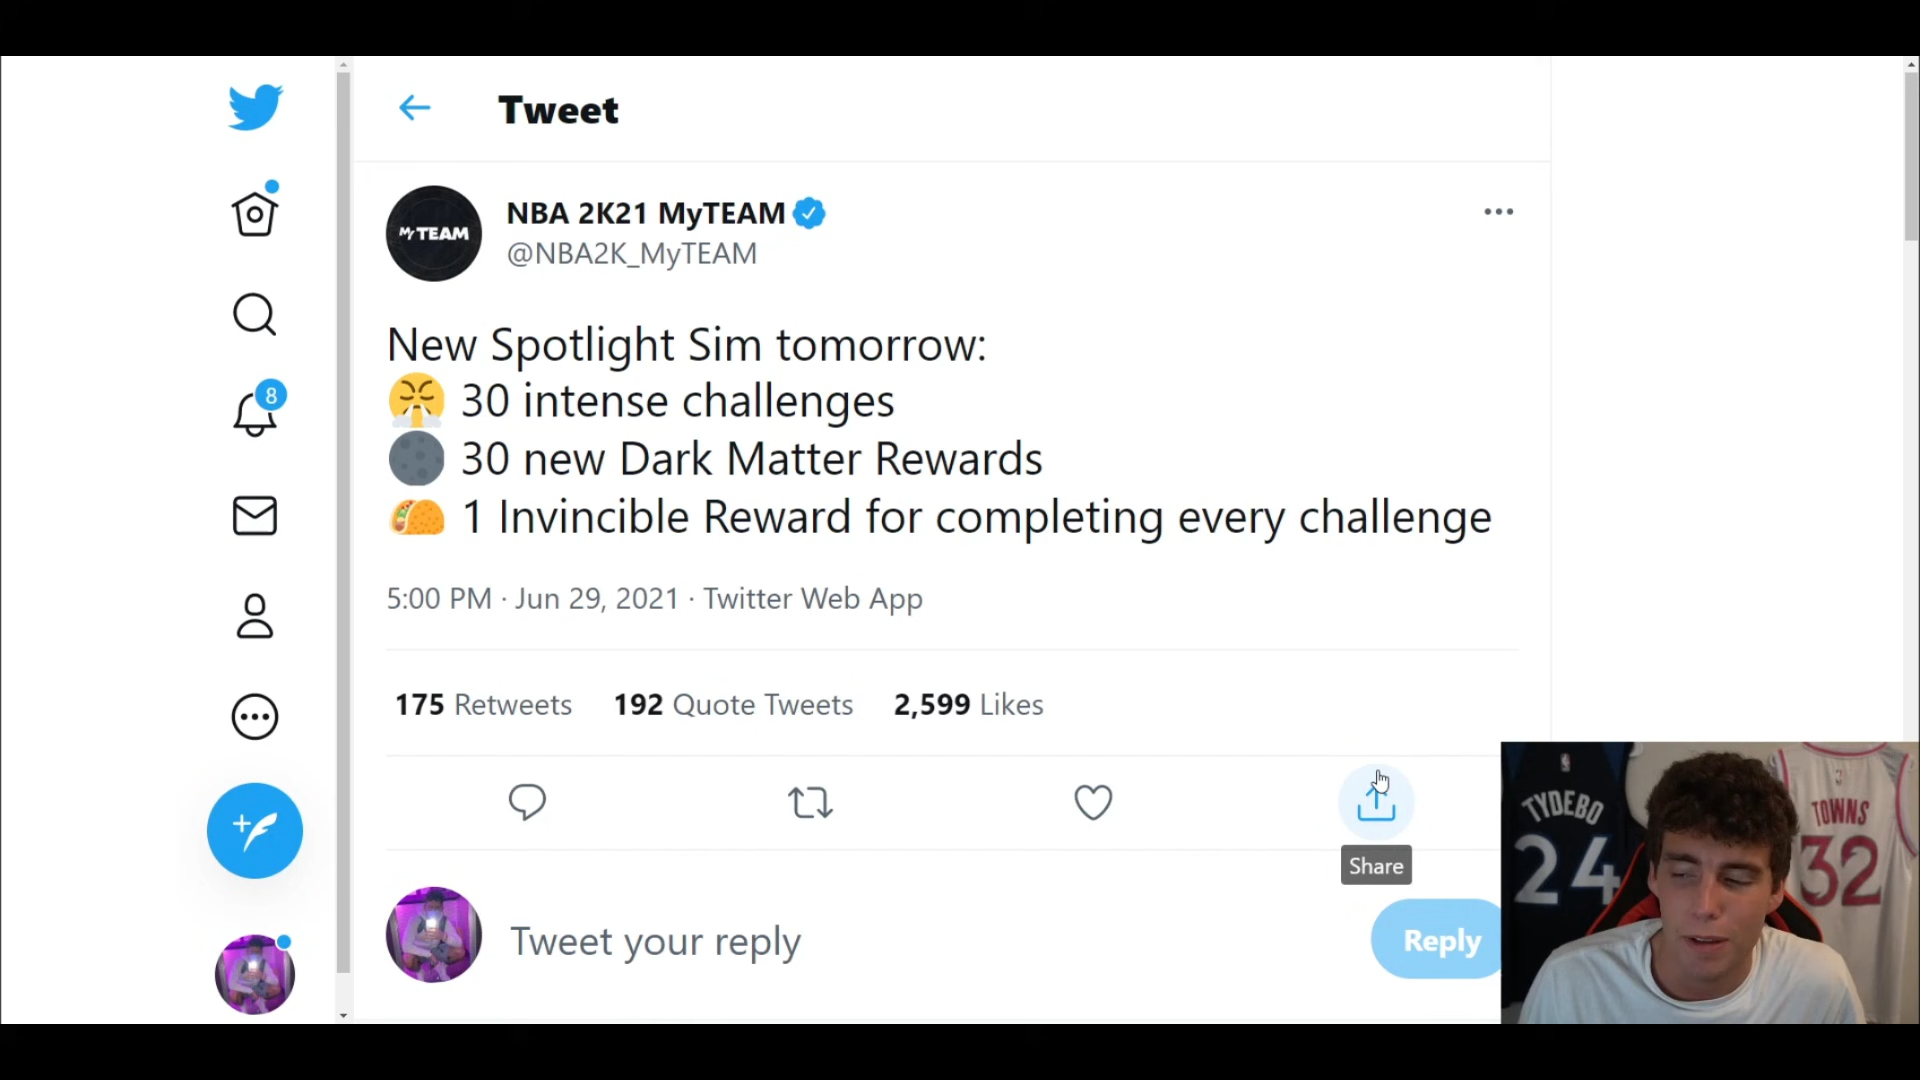 Tweet
My TEAM
NBA 2K21 MyTEAM
@NBA2K_MyTEAM
New Spotlight Sim tomorrow:
😤 30 intense challenges
🌑 30 new Dark Matter Rewards
🌮 1 Invincible Reward for completing every challenge
5:00 PM · Jun 29, 2021 · Twitter Web App
175 Retweets 192 Quote Tweets 2,599 Likes
8
Share
Tweet your reply
Reply
TYDEBO
24
TOWNS
32